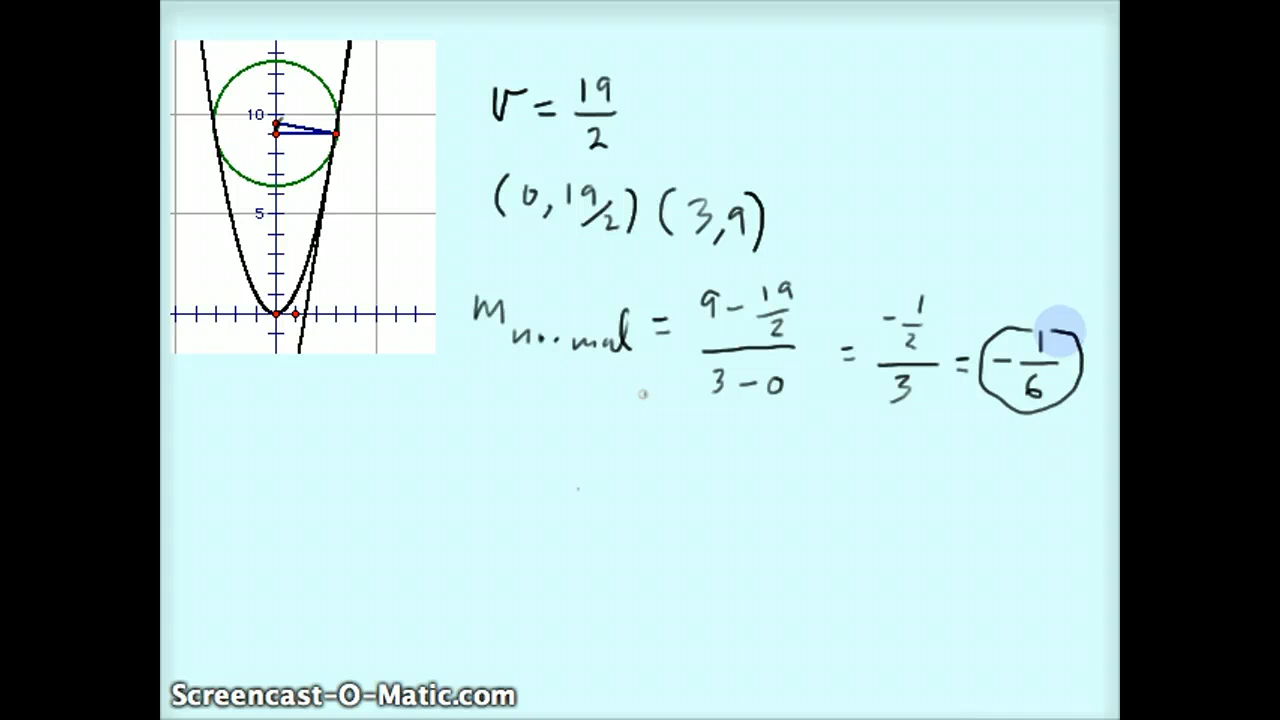 10
5
v = 19/2
(0, 19/2) (3, 9)
m normal = (9 - 19/2)/(3 - 0) = (-1/2)/3 = -1/6
Screencast-O-Matic.com